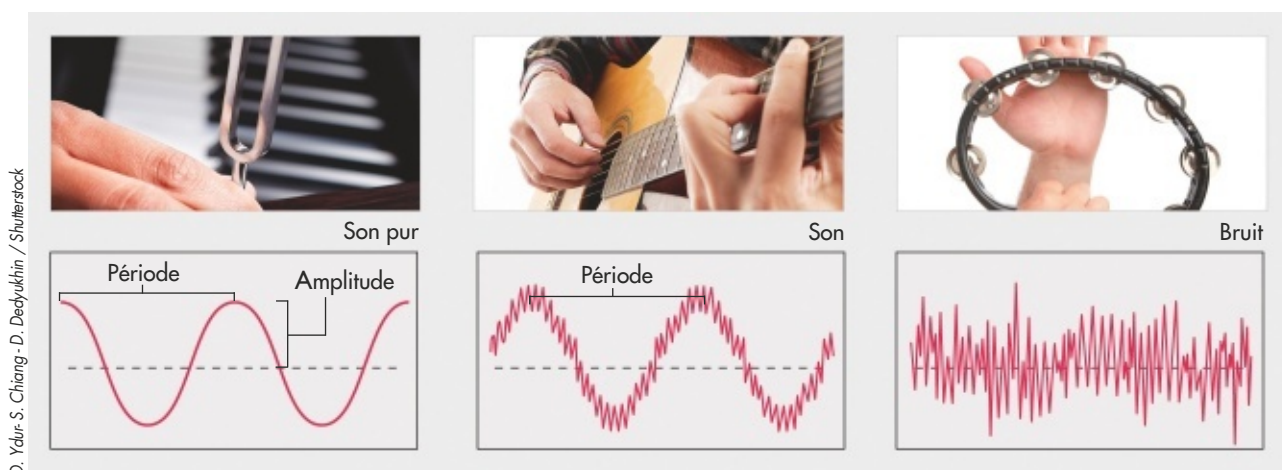 Son pur
Son
Bruit
Période
Amplitude
Période
D. Ydur- S. Chiang - D. Dedyukhin / Shutterstock